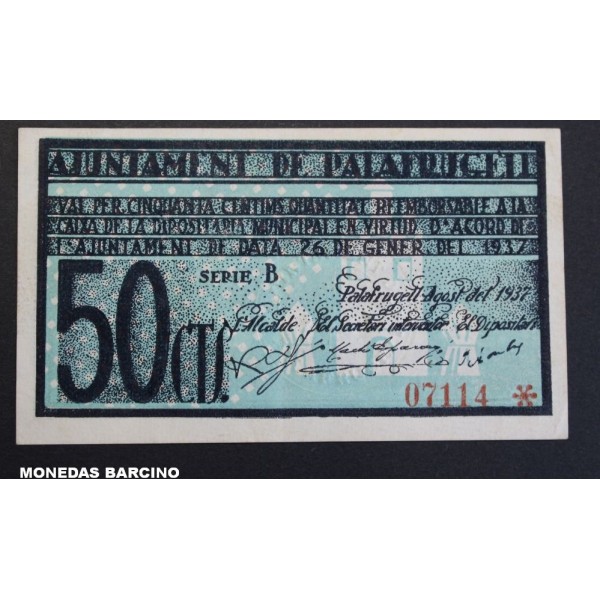 AJUNTAMENT DE PALAFRUGELL
VAL PER CINQUANTA CENTIMS QUANTITAT REEMBORSABLE A LA
CAIXA DE LA DIPOSITARIA MUNICIPAL EN VIRTUD D'ACORD DE
L'AJUNTAMENT DE DATA 26 DE GENER DEL 1937
50 CTS.
SERIE B
Palafrugell Agost del 1937
L'Alcalde Pel Secretari interventor El Dipositari
07114 *
MONEDAS BARCINO